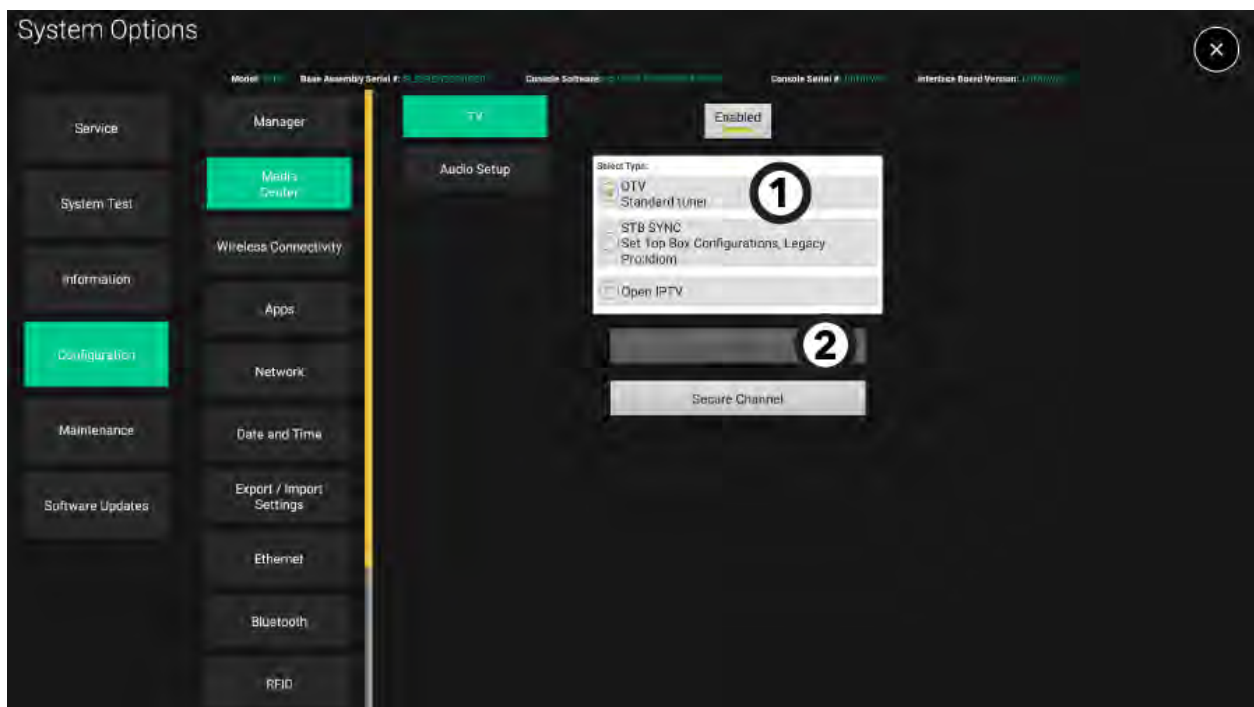 System Options
Model Base Assembly Serial #: Console Software: Console Serial #: Interface Board Version:
Service
System Test
Information
Configuration
Maintenance
Software Updates
Manager
Media
Center
Wireless Connectivity
Apps
Network
Date and Time
Export / Import
Settings
Ethernet
Bluetooth
RFID
TV
Audio Setup
Enabled
Select Type:
DTV
Standard tuner
STB SYNC
Set Top Box Configurations, Legacy
Pro:Idiom
Open IPTV
1
2
Secure Channel